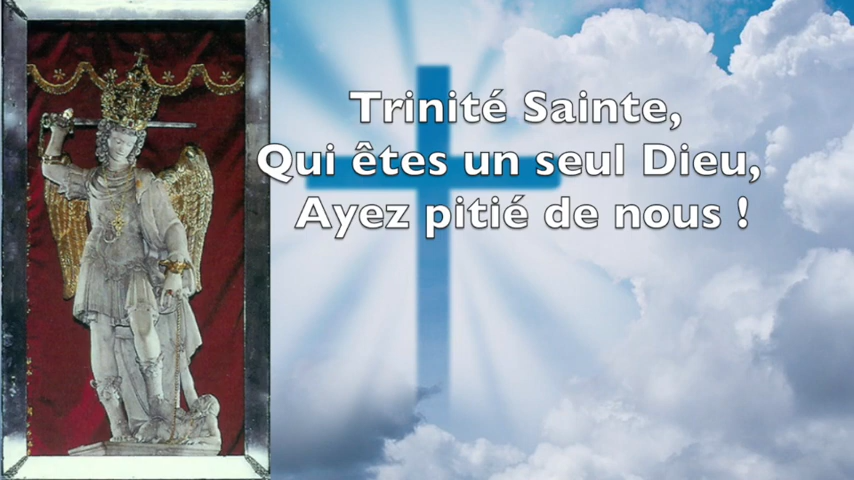 Trinité Sainte,
Qui êtes un seul Dieu,
Ayez pitié de nous !